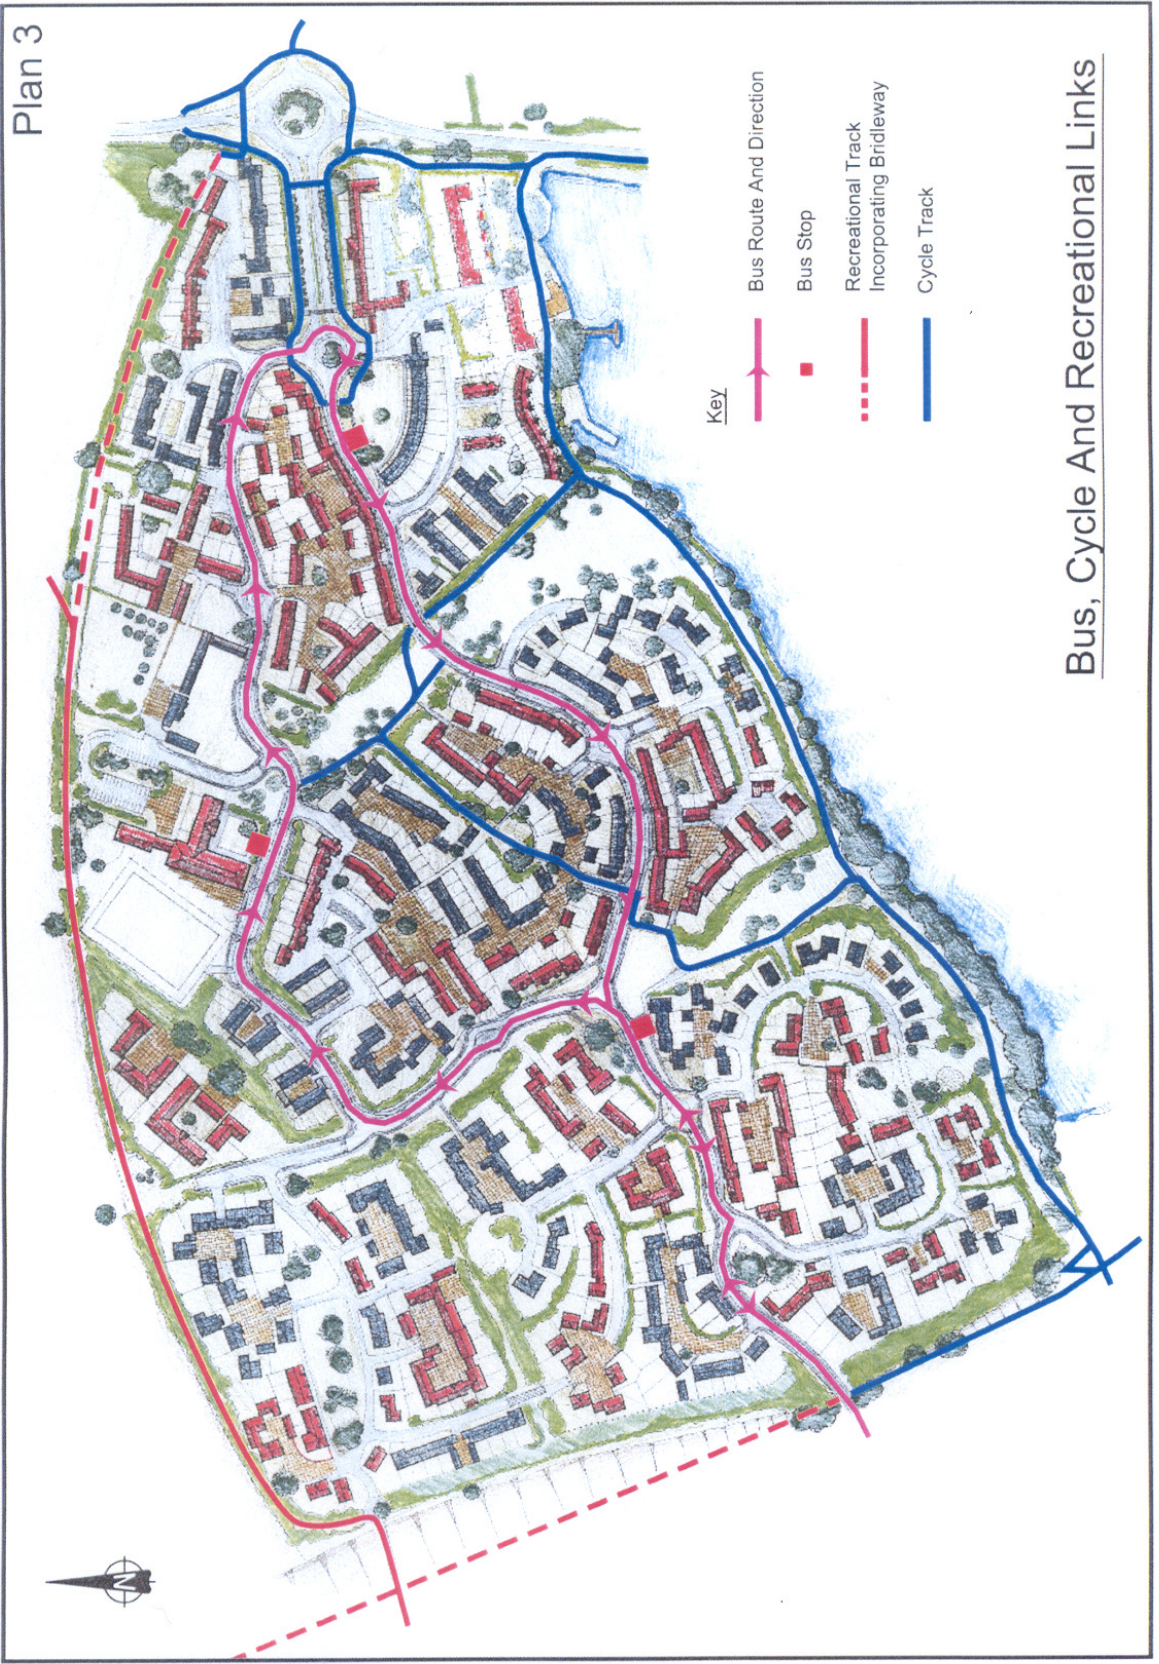 Plan 3
Key
Bus Route And Direction
Bus Stop
Recreational Track
Incorporating Bridleway
Cycle Track
Bus, Cycle And Recreational Links
N